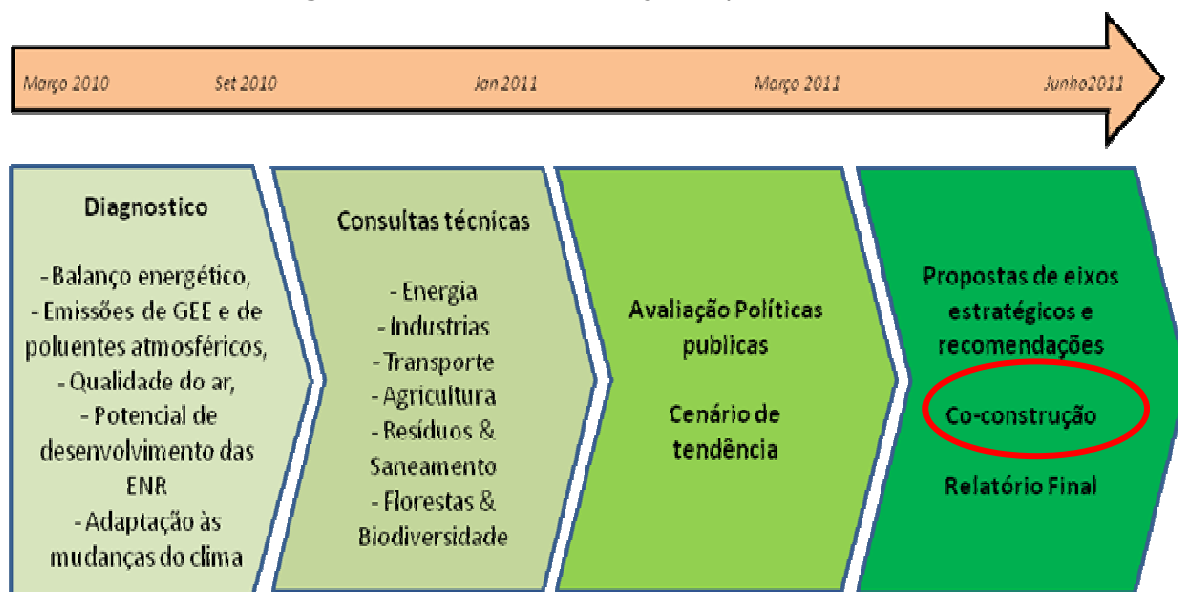 Março 2010 Set 2010 Jan 2011 Março 2011 Junho2011
Diagnostico
- Balanço energético,
- Emissões de GEE e de
poluentes atmosféricos,
- Qualidade do ar,
- Potencial de
desenvolvimento das
ENR
- Adaptação às
mudanças do clima
Consultas técnicas
- Energia
- Industrias
- Transporte
- Agricultura
- Resíduos &
Saneamento
- Florestas &
Biodiversidade
Avaliação Políticas
publicas
Cenário de
tendência
Propostas de eixos
estratégicos e
recomendações
Co-construção
Relatório Final